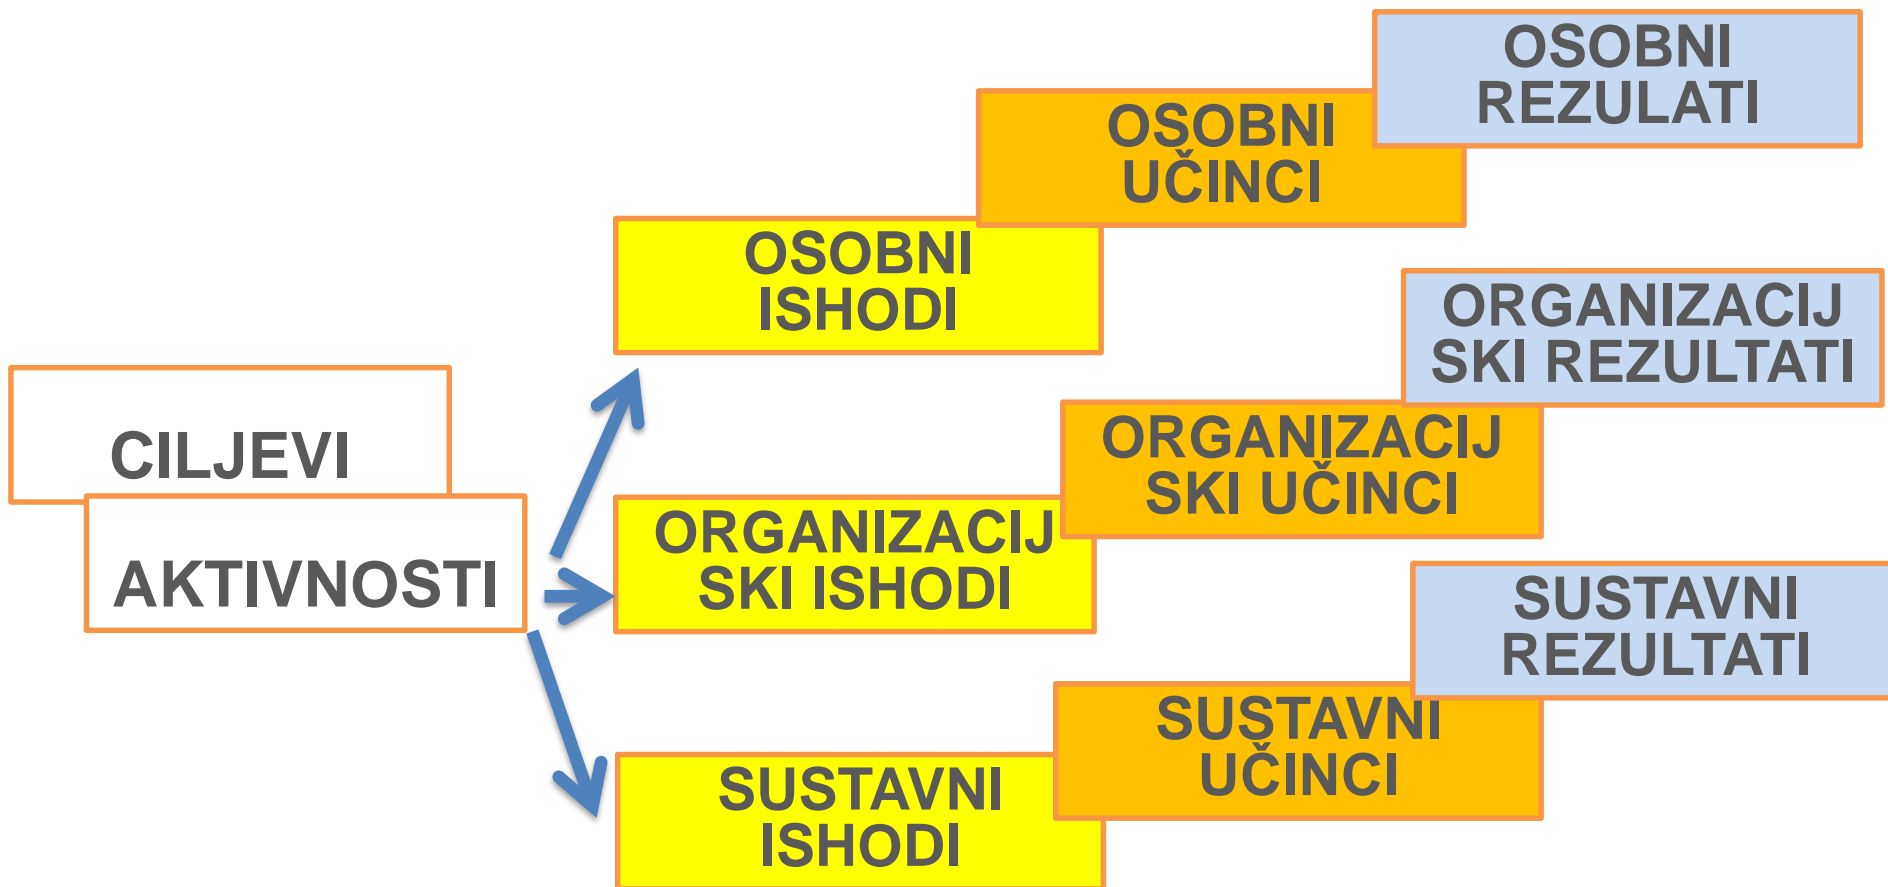 OSOBNI
REZULATI
OSOBNI
UČINCI
OSOBNI
ISHODI
ORGANIZACIJ
SKI REZULTATI
CILJEVI
ORGANIZACIJ
SKI UČINCI
AKTIVNOSTI
ORGANIZACIJ
SKI ISHODI
SUSTAVNI
REZULTATI
SUSTAVNI
UČINCI
SUSTAVNI
ISHODI